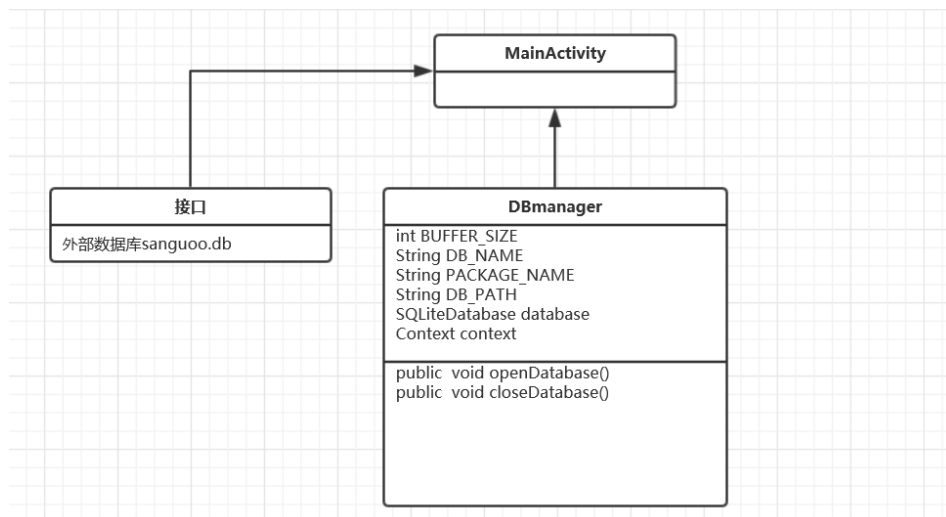 MainActivity
接口
外部数据库sanguoo.db
DBmanager
int BUFFER_SIZE
String DB_NAME
String PACKAGE_NAME
String DB_PATH
SQLiteDatabase database
Context context
public  void openDatabase()
public  void closeDatabase()